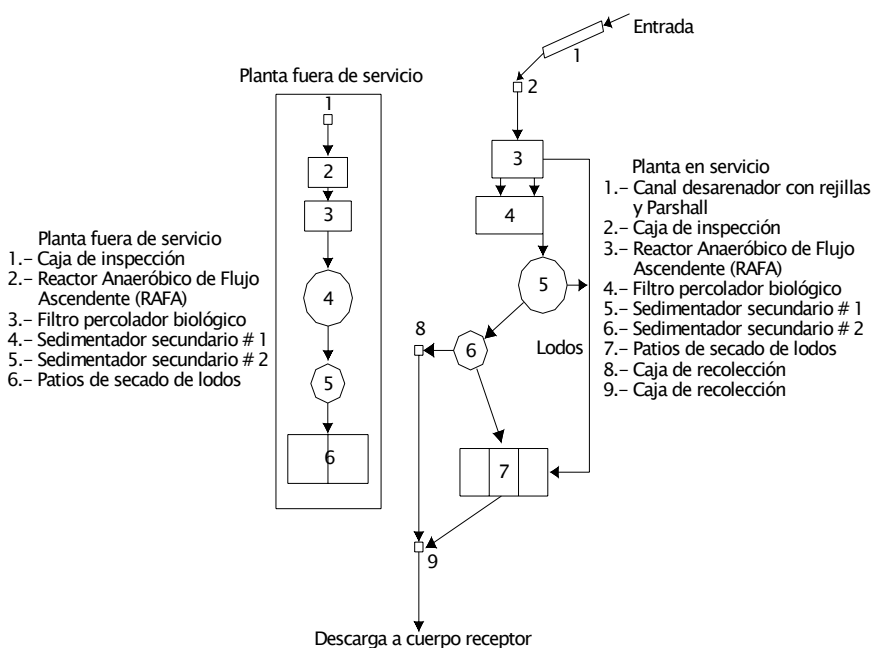 Entrada
1
2
Planta fuera de servicio
1
2
3
4
5
6
3
4
5
6
Lodos
7
8
9
Descarga a cuerpo receptor
Planta fuera de servicio
1.- Caja de inspección
2.- Reactor Anaeróbico de Flujo
Ascendente (RAFA)
3.- Filtro percolador biológico
4.- Sedimentador secundario # 1
5.- Sedimentador secundario # 2
6.- Patios de secado de lodos
Planta en servicio
1.- Canal desarenador con rejillas
y Parshall
2.- Caja de inspección
3.- Reactor Anaeróbico de Flujo
Ascendente (RAFA)
4.- Filtro percolador biológico
5.- Sedimentador secundario # 1
6.- Sedimentador secundario # 2
7.- Patios de secado de lodos
8.- Caja de recolección
9.- Caja de recolección